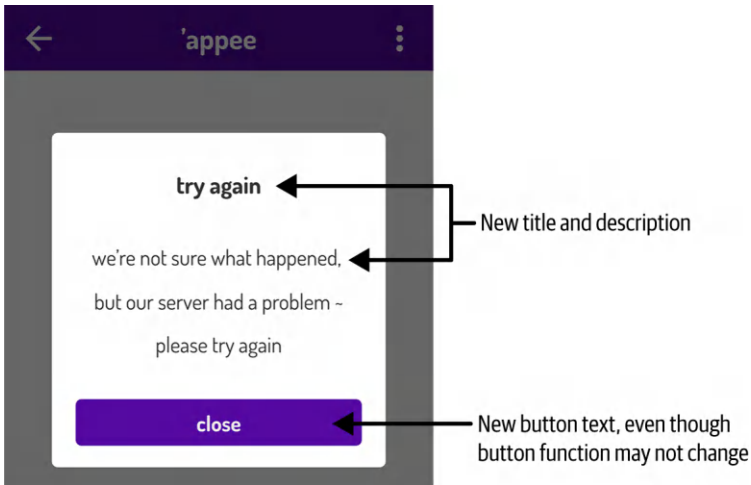 'appee
try again
New title and description
we're not sure what happened,
but our server had a problem ~
please try again
close
New button text, even though
button function may not change